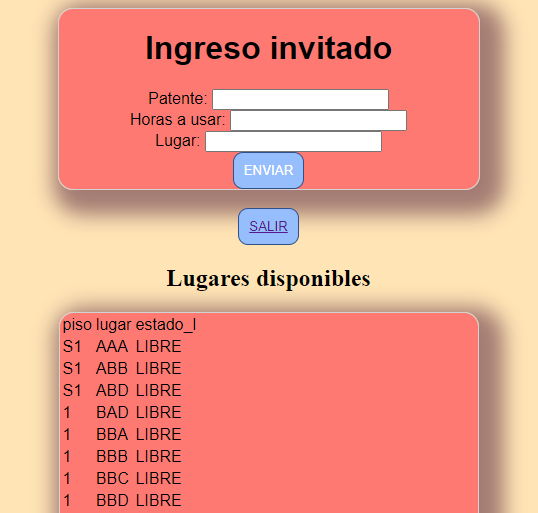 Ingreso invitado
Patente:
Horas a usar:
Lugar:
ENVIAR
SALIR
Lugares disponibles
piso lugar estado_l
S1 AAA LIBRE
S1 ABB LIBRE
S1 ABD LIBRE
1 BAD LIBRE
1 BBA LIBRE
1 BBB LIBRE
1 BBC LIBRE
1 BBD LIBRE